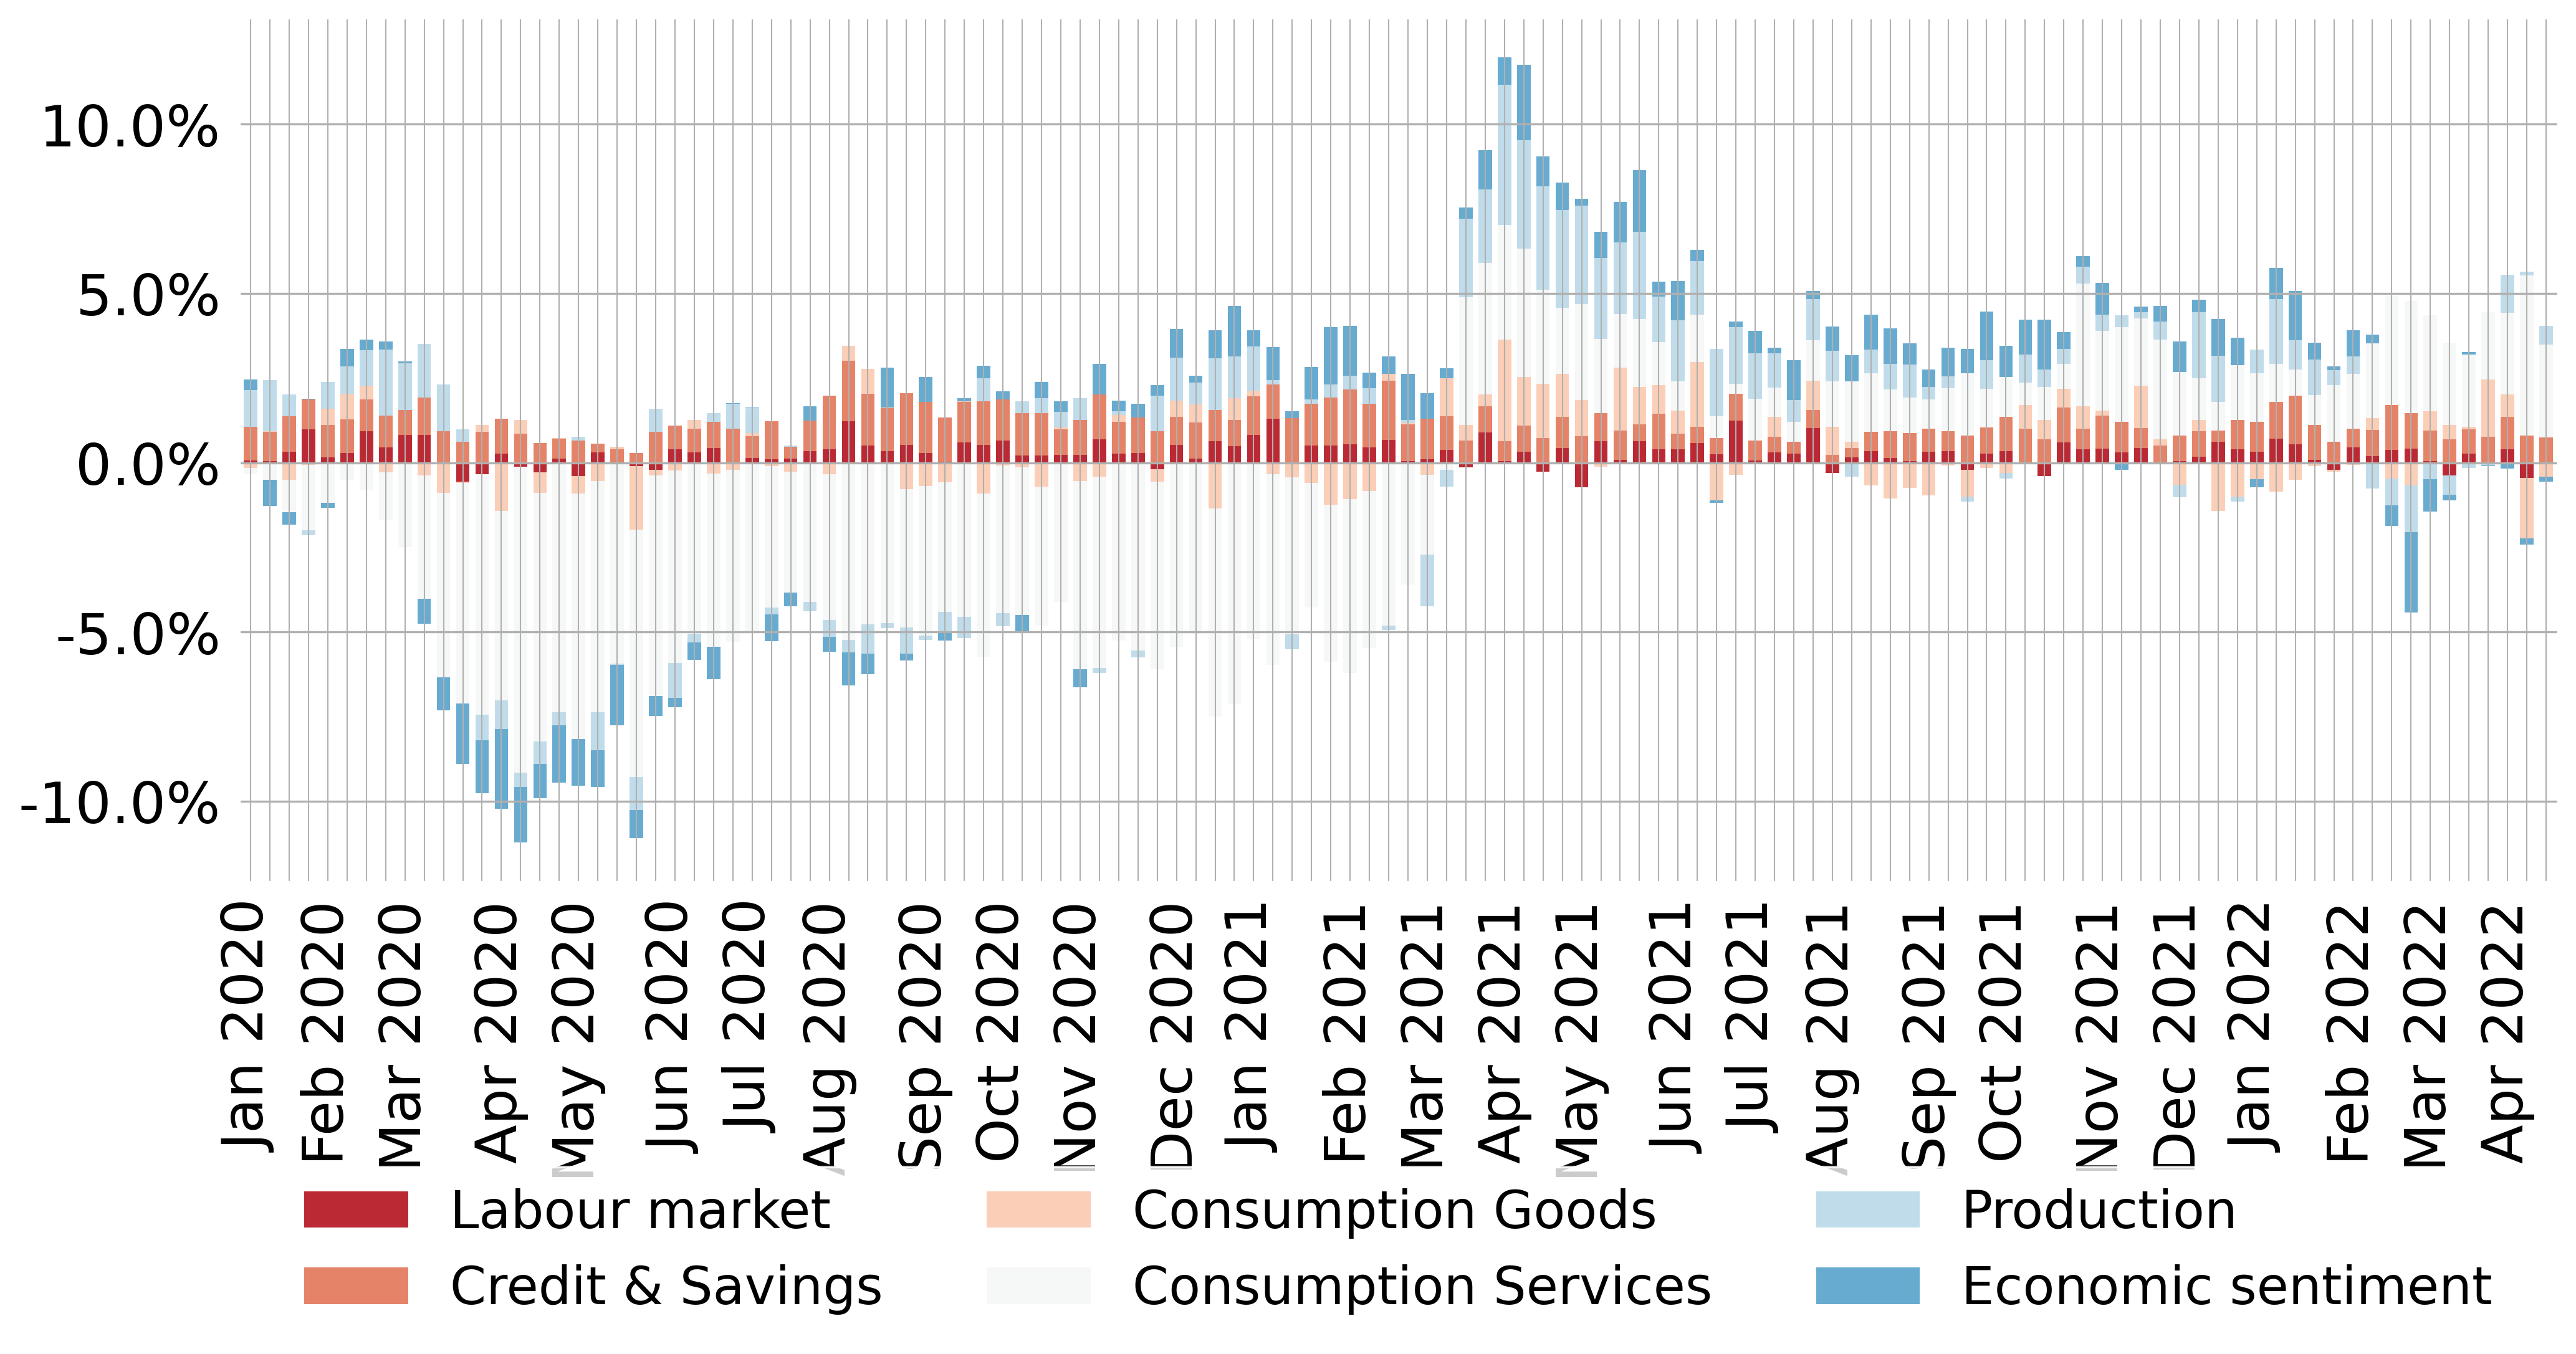 10.0%
5.0%
0.0%
-5.0%
-10.0%
Jan 2020
Feb 2020
Mar 2020
Apr 2020
May 2020
Jun 2020
Jul 2020
Aug 2020
Sep 2020
Oct 2020
Nov 2020
Dec 2020
Jan 2021
Feb 2021
Mar 2021
Apr 2021
May 2021
Jun 2021
Jul 2021
Aug 2021
Sep 2021
Oct 2021
Nov 2021
Dec 2021
Jan 2022
Feb 2022
Mar 2022
Apr 2022
Labour market
Consumption Goods
Production
Credit & Savings
Consumption Services
Economic sentiment